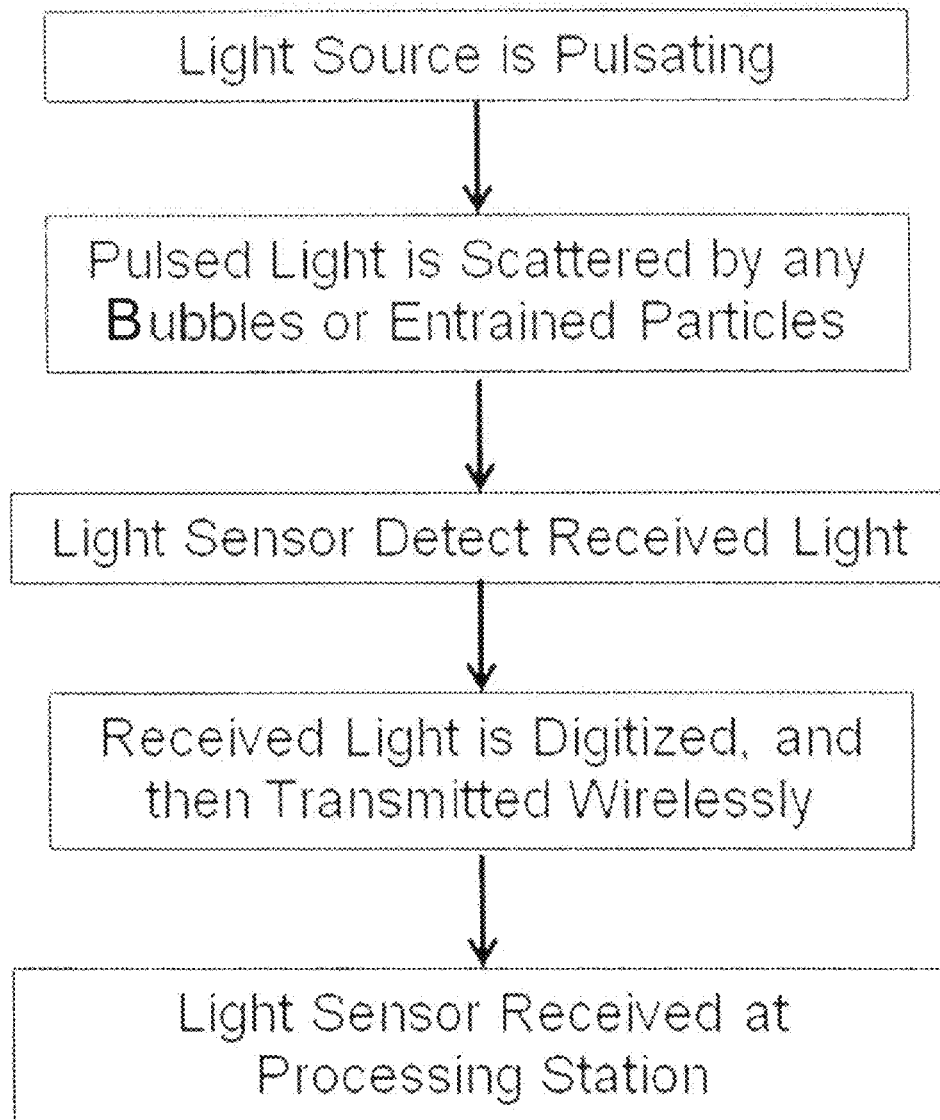 Light Source is Pulsating
Pulsed Light is Scattered by any
Bubbles or Entrained Particles
Light Sensor Detect Received Light
Received Light is Digitized, and
then Transmitted Wirelessly
Light Sensor Received at
Processing Station